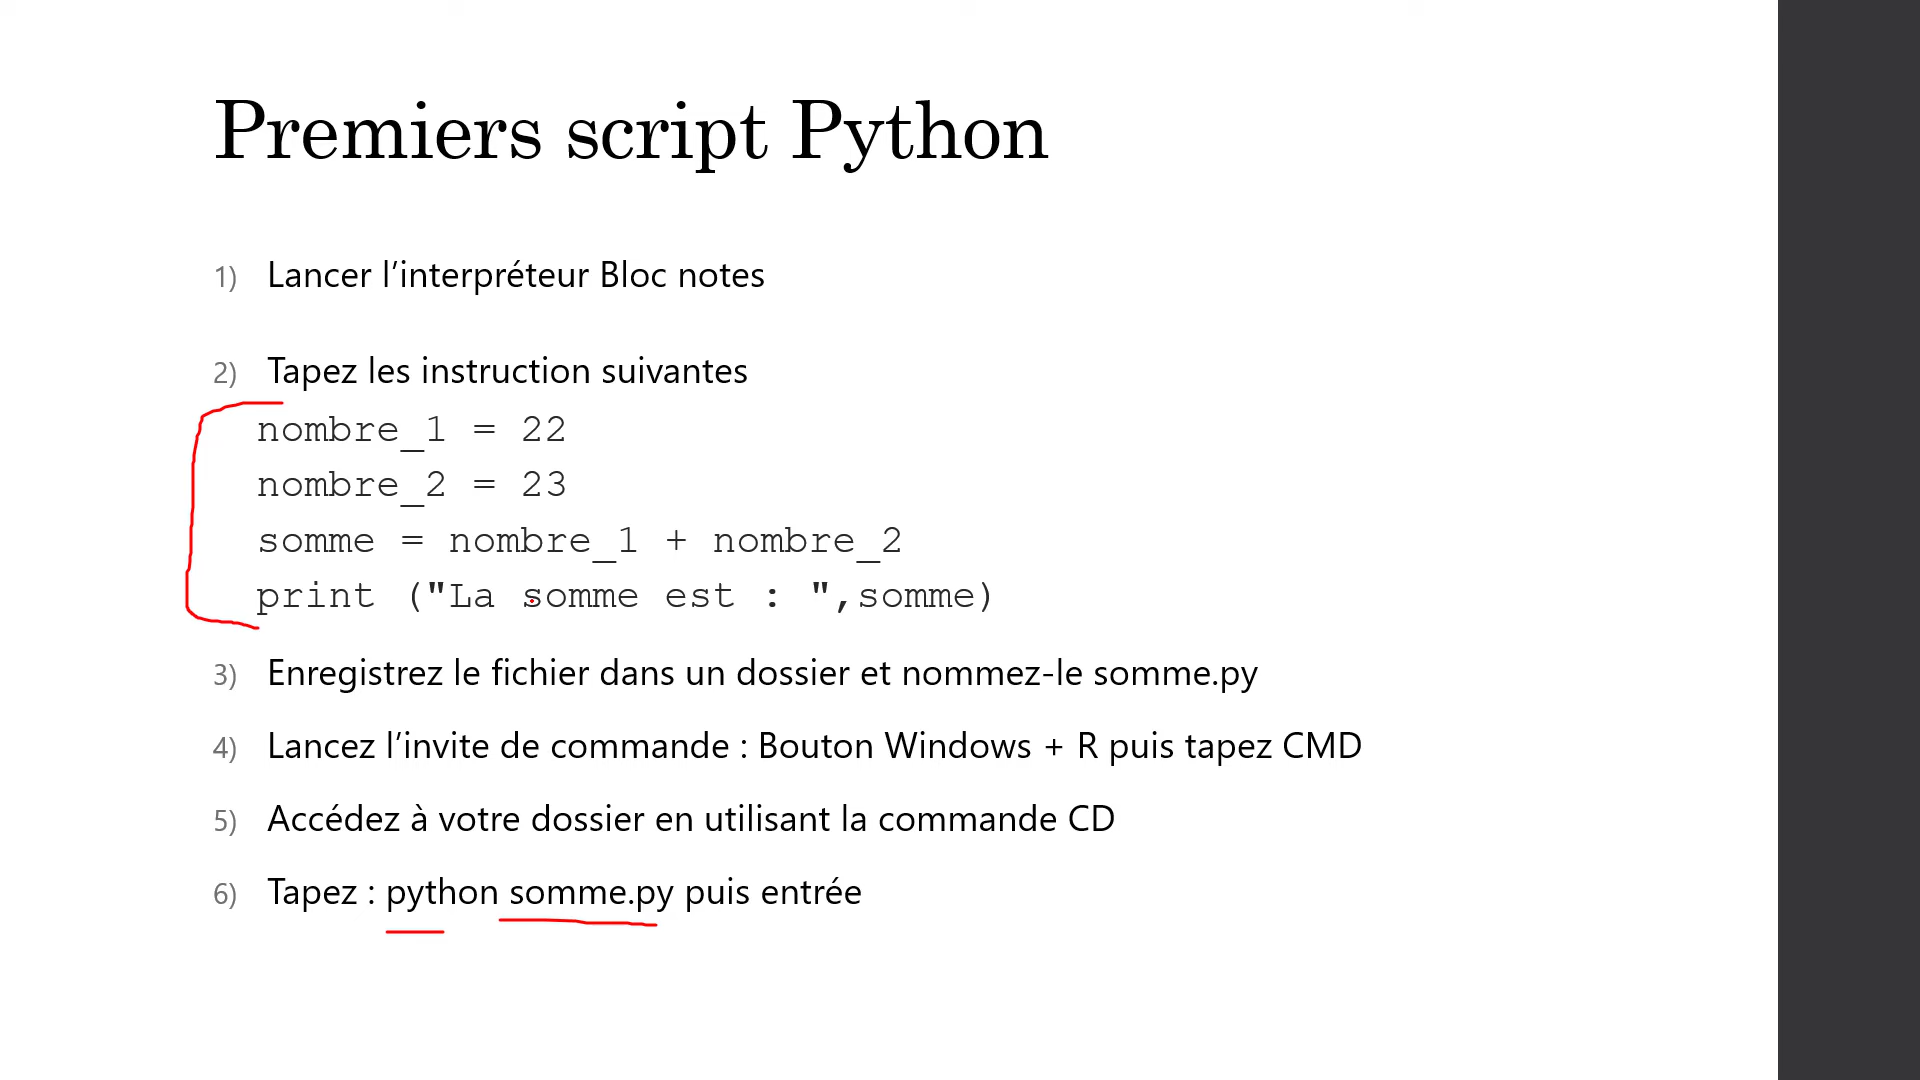 Premiers script Python
1) Lancer l’interpréteur Bloc notes
2) Tapez les instruction suivantes
nombre_1 = 22
nombre_2 = 23
somme = nombre_1 + nombre_2
print ("La somme est : ",somme)
3) Enregistrez le fichier dans un dossier et nommez-le somme.py
4) Lancez l’invite de commande : Bouton Windows + R puis tapez CMD
5) Accédez à votre dossier en utilisant la commande CD
6) Tapez : python somme.py puis entrée